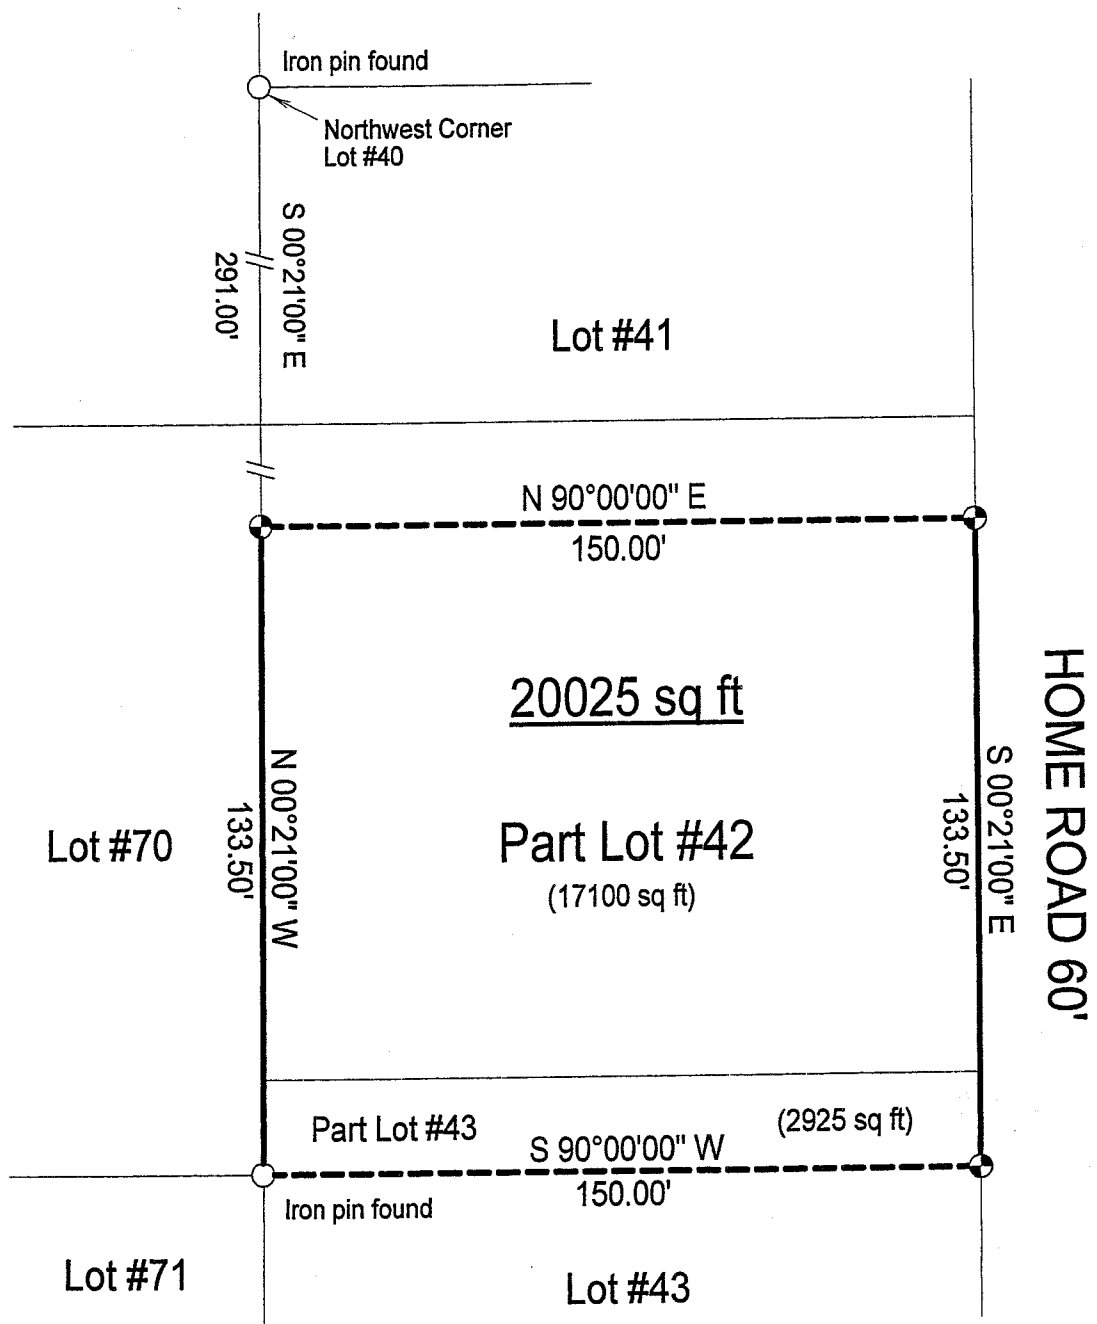 Iron pin found
Northwest Corner
Lot #40
S 00°21'00" E
291.00'
Lot #41
N 90°00'00" E
150.00'
20025 sq ft
Part Lot #42
(17100 sq ft)
Lot #70
N 00°21'00" W
133.50'
S 00°21'00" E
133.50'
HOME ROAD 60'
Part Lot #43
(2925 sq ft)
S 90°00'00" W
150.00'
Iron pin found
Lot #71
Lot #43